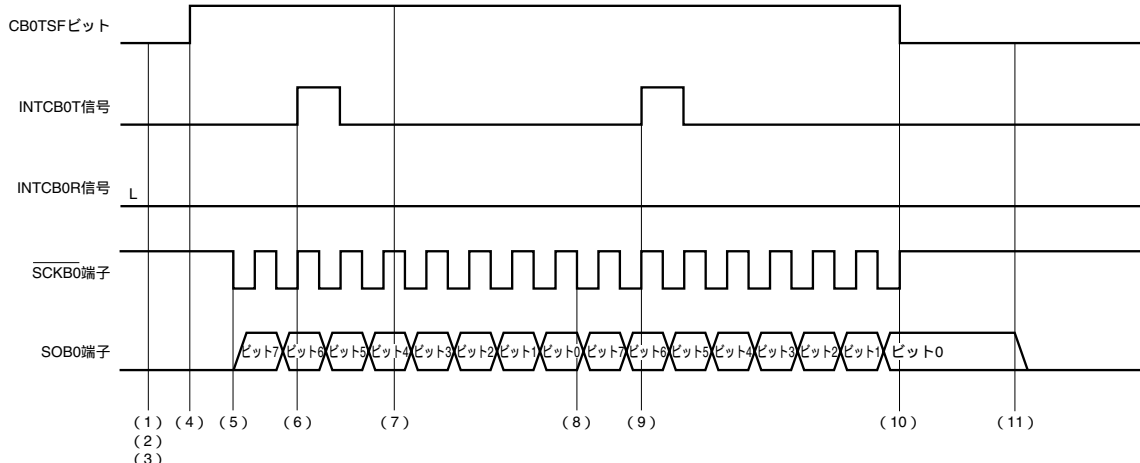 CB0TSFビット
INTCB0T信号
INTCB0R信号 L
SCKB0端子
SOB0端子 ビット7 ビット6 ビット5 ビット4 ビット3 ビット2 ビット1 ビット0 ビット7 ビット6 ビット5 ビット4 ビット3 ビット2 ビット1 ビット0
(1) (4) (5) (6) (7) (8) (9) (10) (11)
(2)
(3)